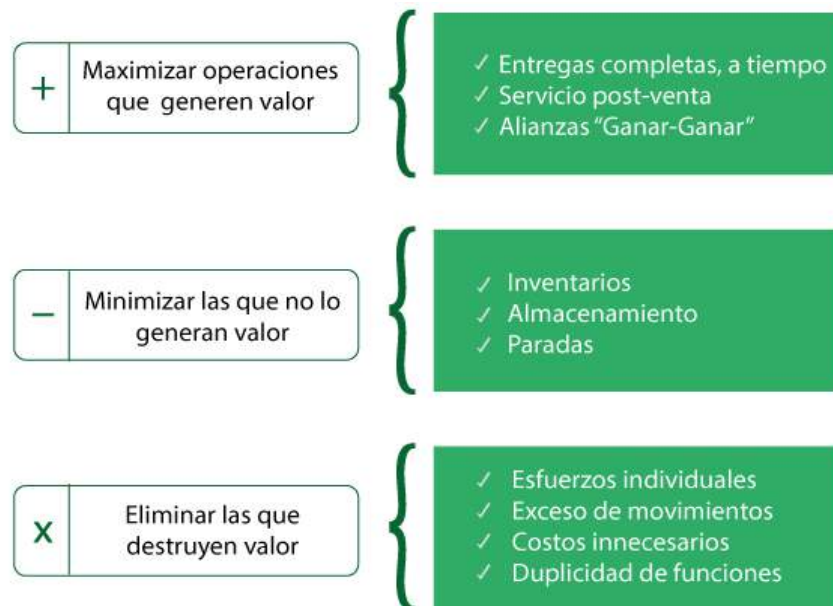 +
Maximizar operaciones
que generen valor
✓ Entregas completas, a tiempo
✓ Servicio post-venta
✓ Alianzas “Ganar-Ganar”
−
Minimizar las que no lo
generan valor
✓ Inventarios
✓ Almacenamiento
✓ Paradas
x
Eliminar las que
destruyen valor
✓ Esfuerzos individuales
✓ Exceso de movimientos
✓ Costos innecesarios
✓ Duplicidad de funciones